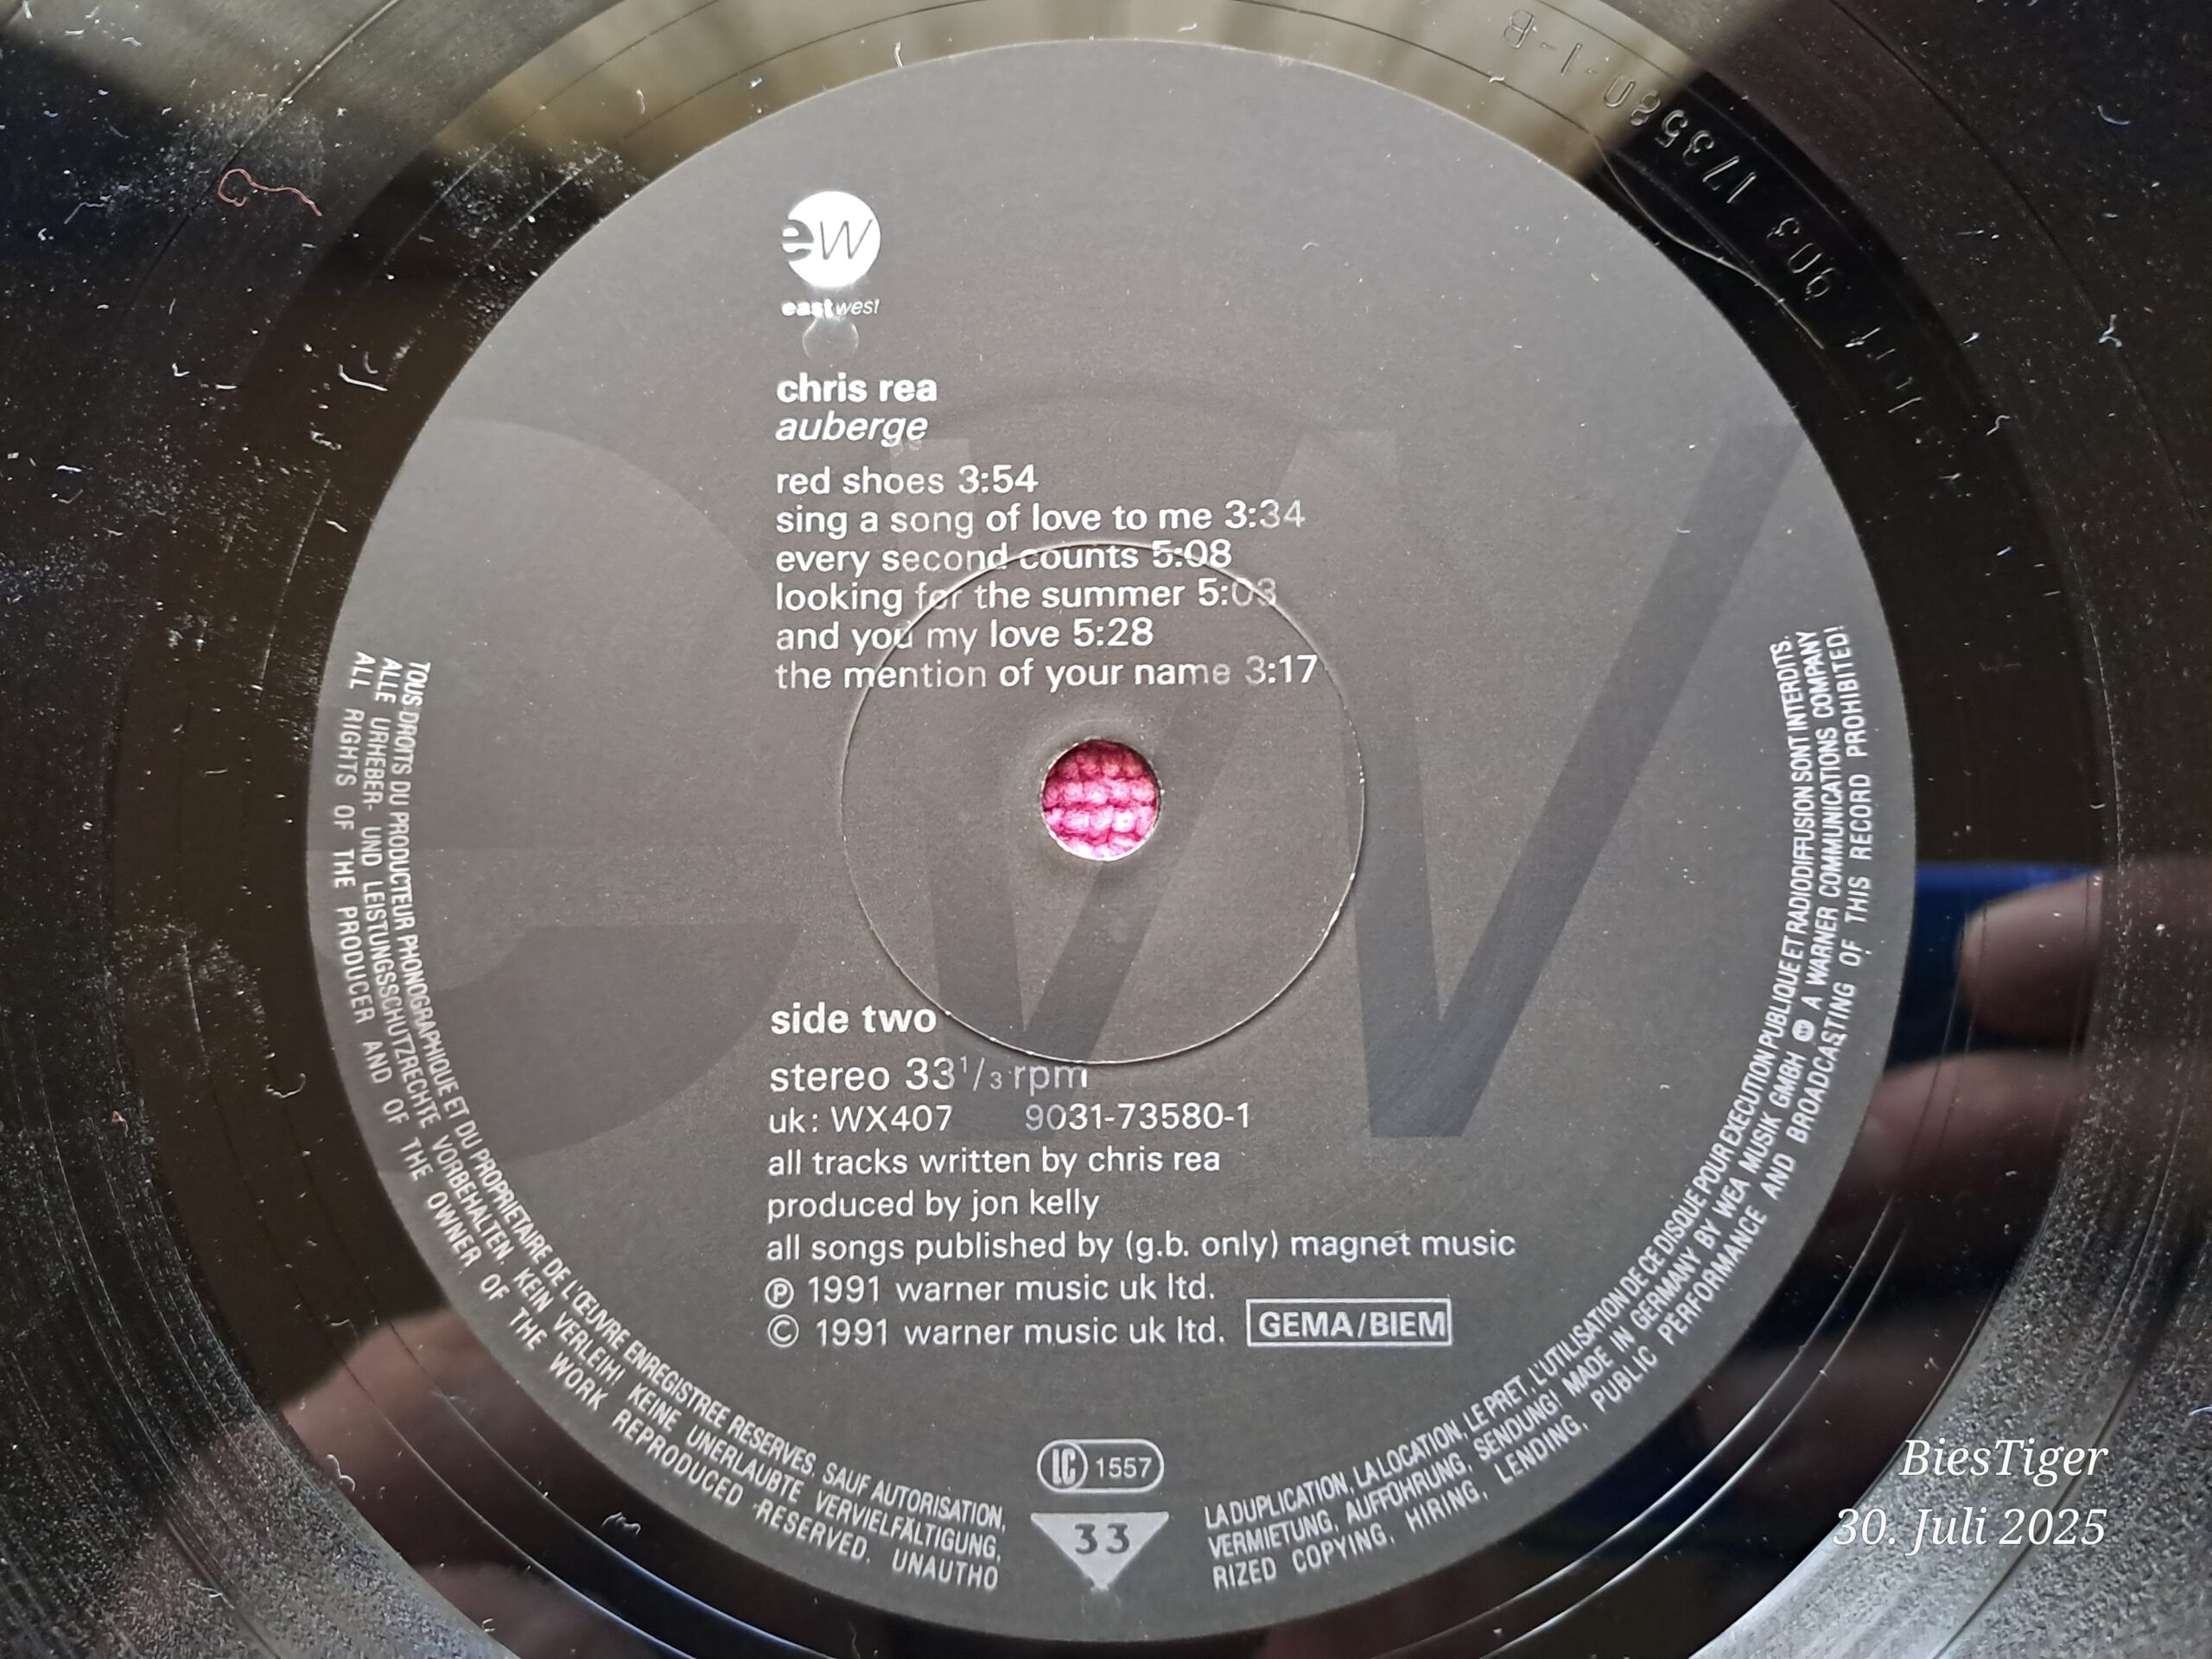 ew
eastwest
chris rea
auberge
red shoes 3:54
sing a song of love to me 3:34
every second counts 5:08
looking for the summer 5:03
and you my love 5:28
the mention of your name 3:17
side two
stereo 33 1/3 rpm
uk: WX407 9031-73580-1
all tracks written by chris rea
produced by jon kelly
all songs published by (g.b. only) magnet music
℗ 1991 warner music uk ltd.
© 1991 warner music uk ltd. GEMA/BIEM
LC 1557
33
TOUS DROITS DU PRODUCTEUR PHONOGRAPHIQUE ET DU PROPRIETAIRE DE L'ŒUVRE ENREGISTREE RESERVES. SAUF AUTORISATION, LA DUPLICATION, LA LOCATION, LE PRET, L'UTILISATION DE CE DISQUE POUR EXECUTION PUBLIQUE ET RADIODIFFUSION SONT INTERDITS.
ALLE URHEBER- UND LEISTUNGSSCHUTZRECHTE VORBEHALTEN. KEIN VERLEIH! KEINE UNERLAUBTE VERVIELFÄLTIGUNG, VERMIETUNG, AUFFÜHRUNG, SENDUNG! MADE IN GERMANY BY WEA MUSIK GMBH A WARNER COMMUNICATIONS COMPANY
ALL RIGHTS OF THE PRODUCER AND OF THE OWNER OF THE WORK REPRODUCED RESERVED. UNAUTHORIZED COPYING, HIRING, LENDING, PUBLIC PERFORMANCE AND BROADCASTING OF THIS RECORD PROHIBITED!
BiesTiger
30. Juli 2025